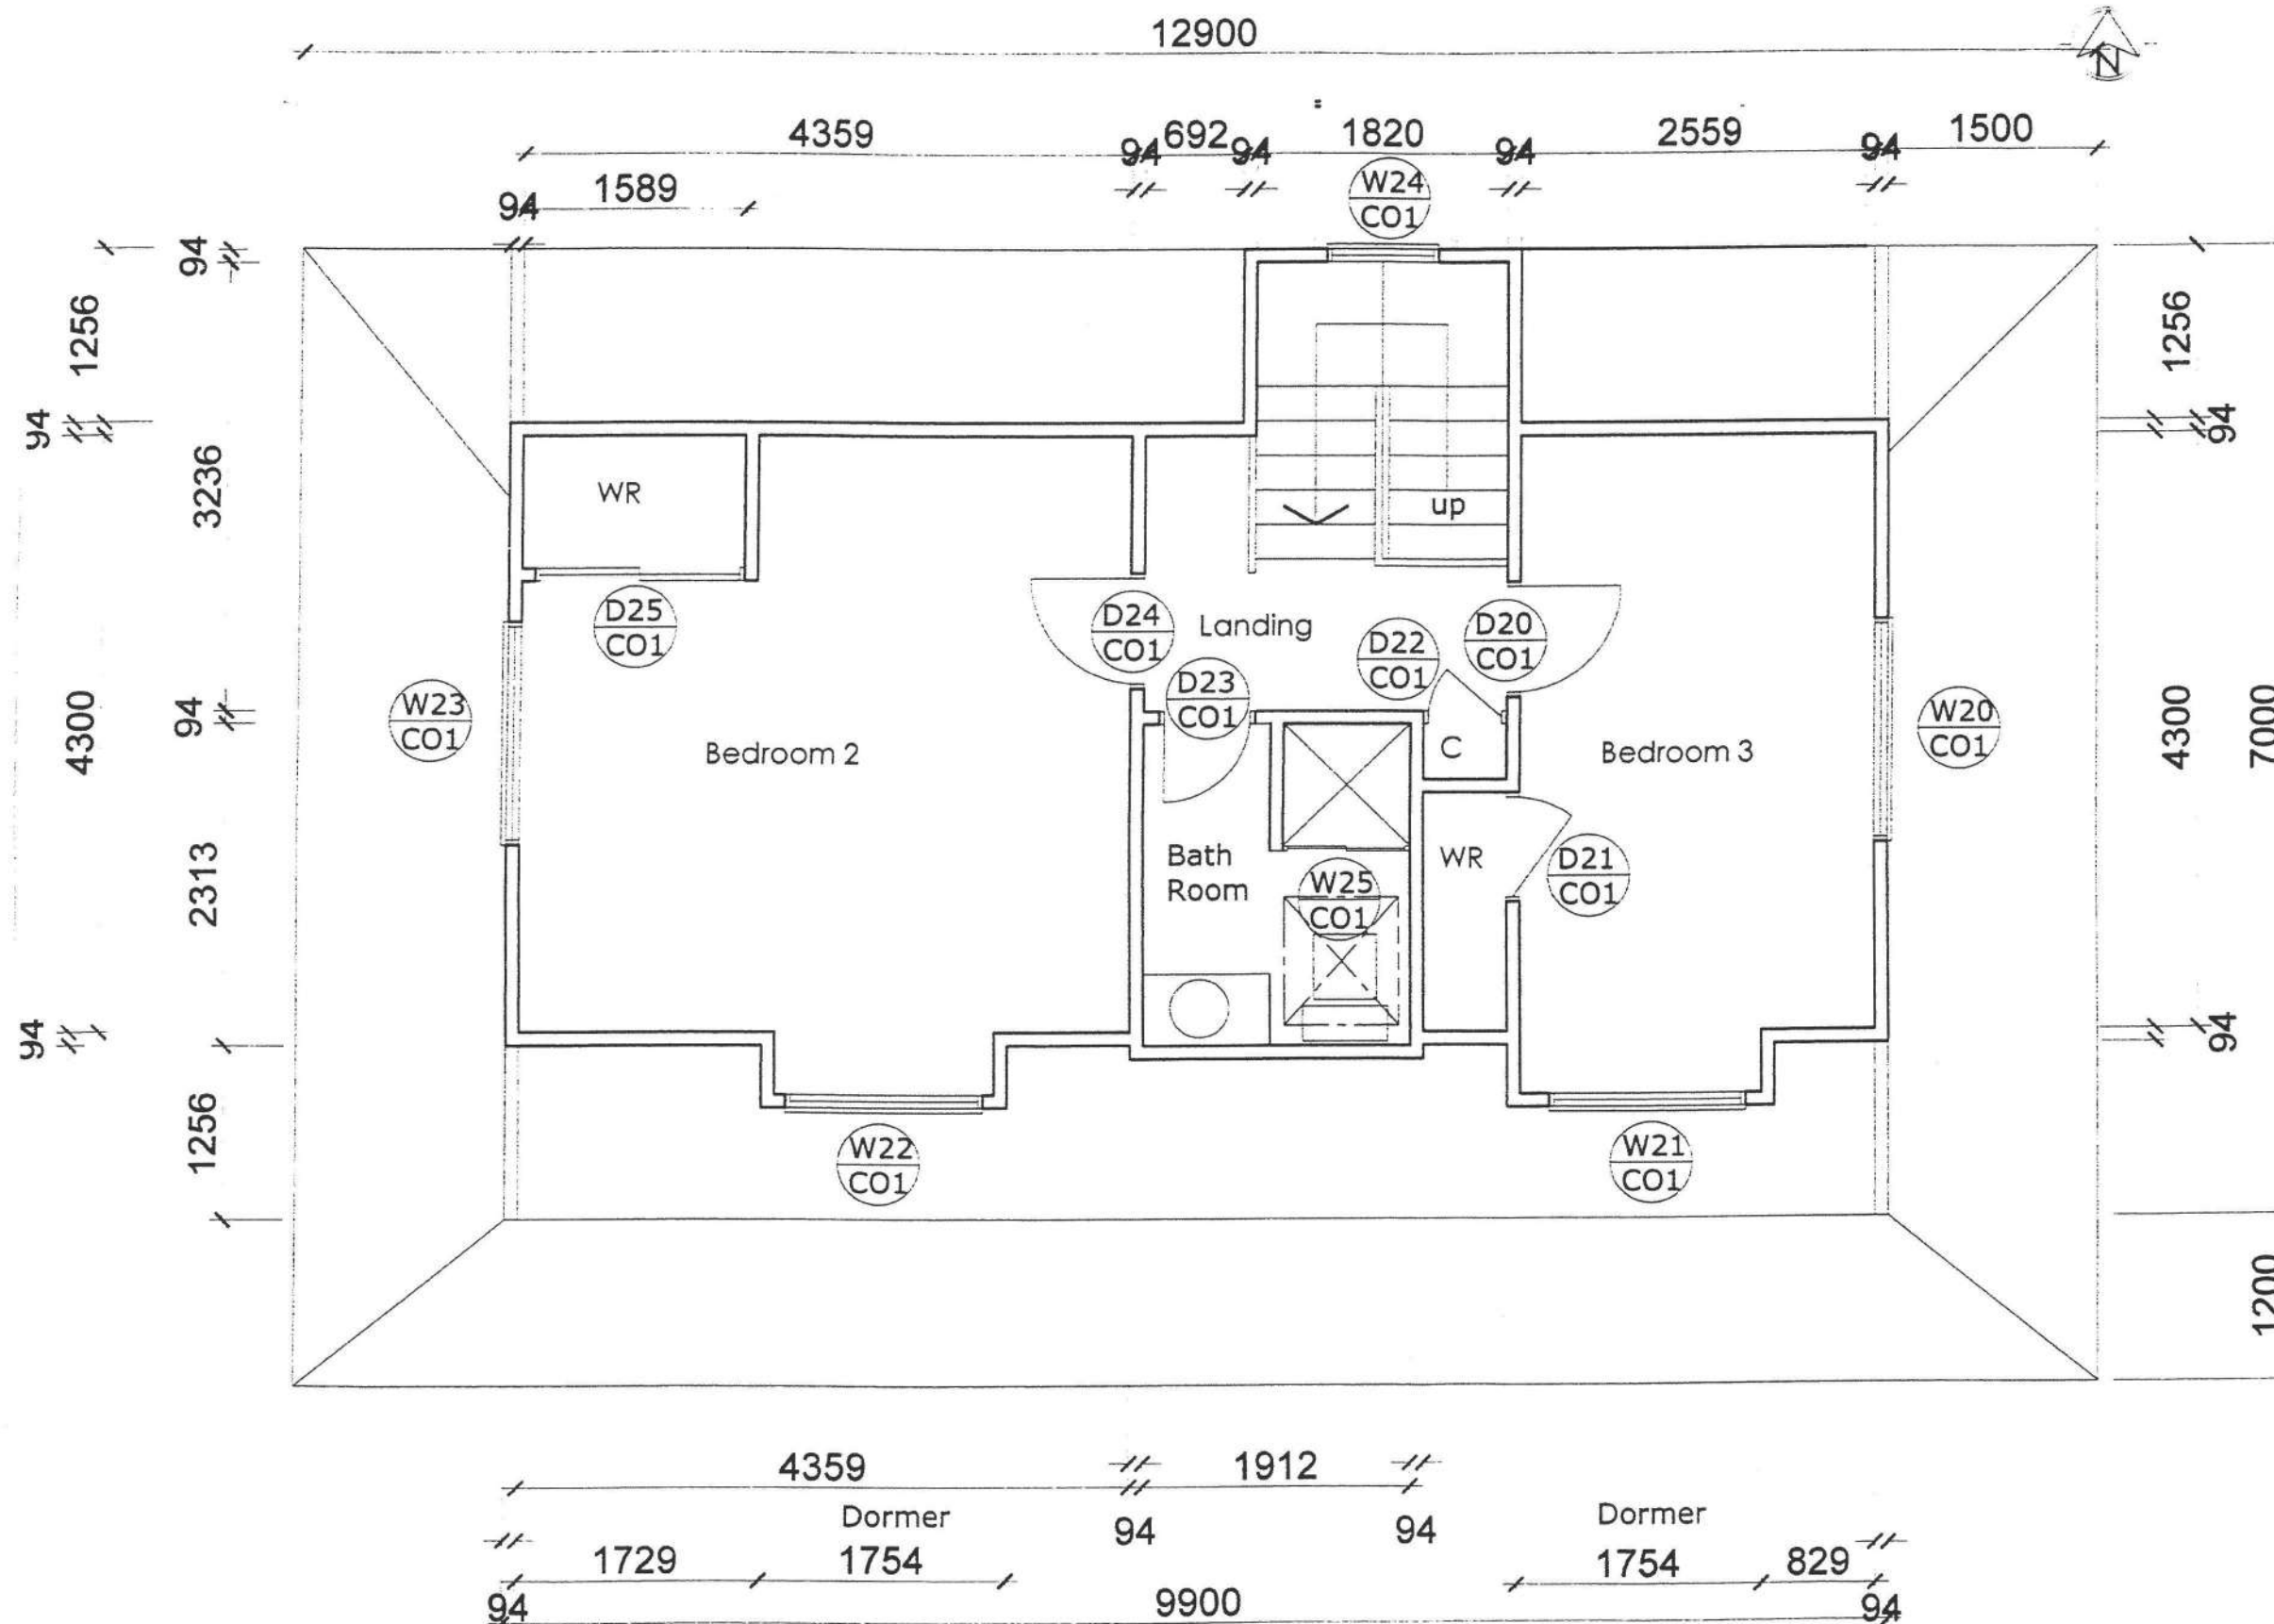 12900
N
4359
94
692
94
1820
94
2559
94
1500
94
1589
W24
CO1
94
1256
94
3236
4300
94
2313
94
1256
1256
94
4300
7000
94
1200
WR
up
D25
CO1
D24
CO1
Landing
D22
CO1
D20
CO1
D23
CO1
W23
CO1
W20
CO1
Bedroom 2
C
Bedroom 3
Bath
Room
WR
D21
CO1
W25
CO1
W22
CO1
W21
CO1
4359
1912
Dormer
94
94
Dormer
1729
1754
1754
829
94
9900
94